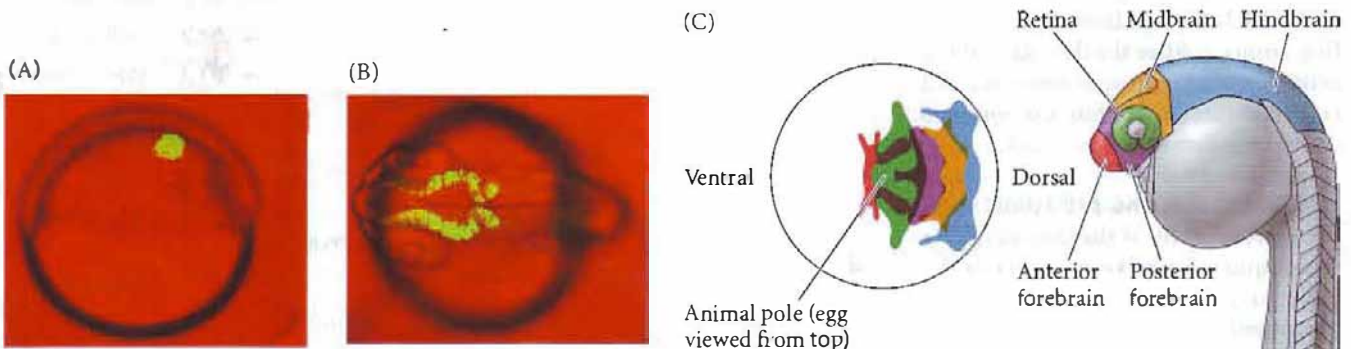 (A)
(B)
(C)
Retina Midbrain Hindbrain
Ventral
Dorsal
Animal pole (egg
viewed from top)
Anterior
forebrain
Posterior
forebrain